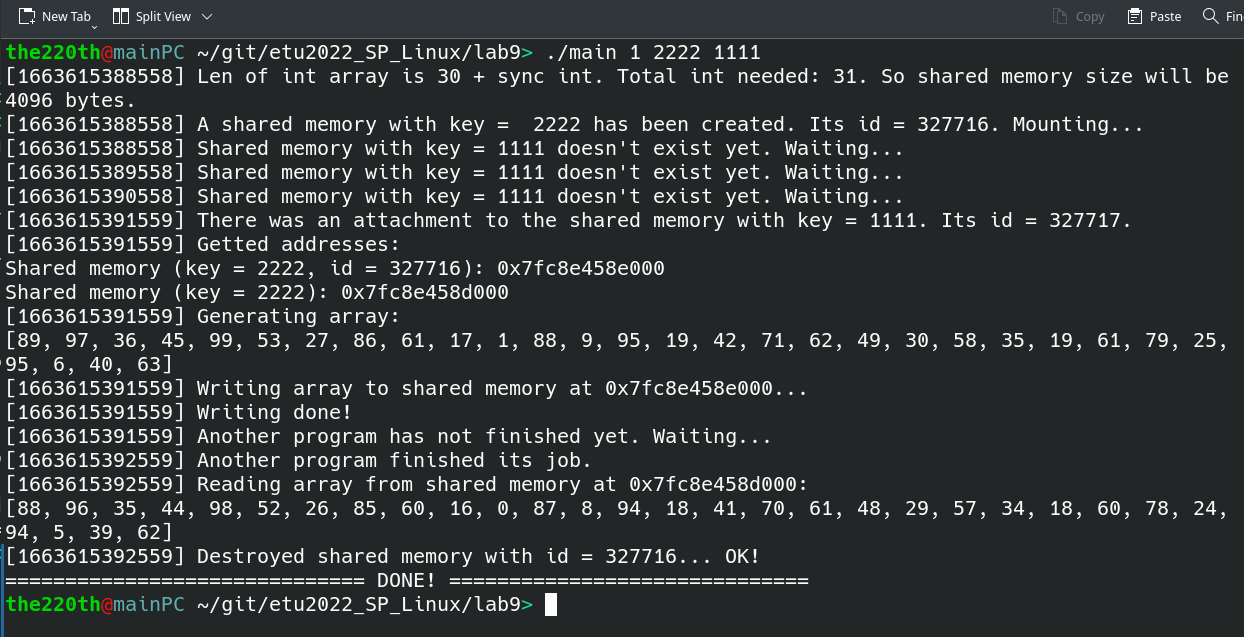 New Tab Split View Copy Paste Fin
the220th@mainPC ~/git/etu2022_SP_Linux/lab9> ./main 1 2222 1111
[1663615388558] Len of int array is 30 + sync int. Total int needed: 31. So shared memory size will be
4096 bytes.
[1663615388558] A shared memory with key =  2222 has been created. Its id = 327716. Mounting...
[1663615388558] Shared memory with key = 1111 doesn't exist yet. Waiting...
[1663615389558] Shared memory with key = 1111 doesn't exist yet. Waiting...
[1663615390558] Shared memory with key = 1111 doesn't exist yet. Waiting...
[1663615391559] There was an attachment to the shared memory with key = 1111. Its id = 327717.
[1663615391559] Getted addresses:
Shared memory (key = 2222, id = 327716): 0x7fc8e458e000
Shared memory (key = 2222): 0x7fc8e458d000
[1663615391559] Generating array:
[89, 97, 36, 45, 99, 53, 27, 86, 61, 17, 1, 88, 9, 95, 19, 42, 71, 62, 49, 30, 58, 35, 19, 61, 79, 25,
95, 6, 40, 63]
[1663615391559] Writing array to shared memory at 0x7fc8e458e000...
[1663615391559] Writing done!
[1663615391559] Another program has not finished yet. Waiting...
[1663615392559] Another program finished its job.
[1663615392559] Reading array from shared memory at 0x7fc8e458d000:
[88, 96, 35, 44, 98, 52, 26, 85, 60, 16, 0, 87, 8, 94, 18, 41, 70, 61, 48, 29, 57, 34, 18, 60, 78, 24,
94, 5, 39, 62]
[1663615392559] Destroyed shared memory with id = 327716... OK!
============================== DONE! ==============================
the220th@mainPC ~/git/etu2022_SP_Linux/lab9>